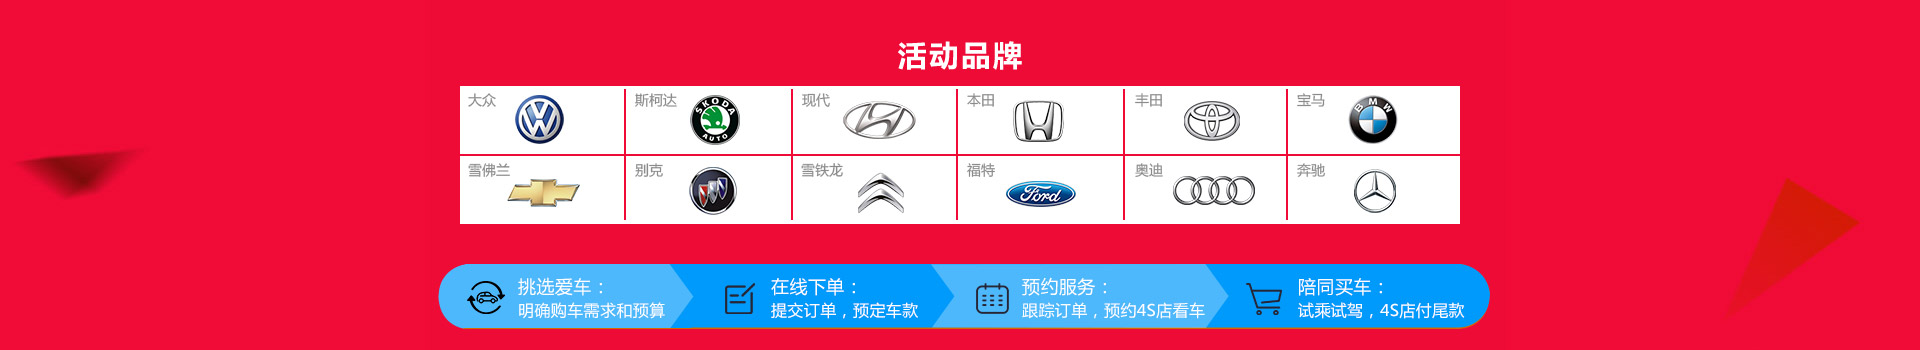 活动品牌
大众
斯柯达
SKODA
AUTO
现代
本田
丰田
宝马
BMW
雪佛兰
别克
雪铁龙
福特
Ford
奥迪
奔驰
挑选爱车：
明确购车需求和预算
在线下单：
提交订单，预定车款
预约服务：
跟踪订单，预约4S店看车
陪同买车：
试乘试驾，4S店付尾款